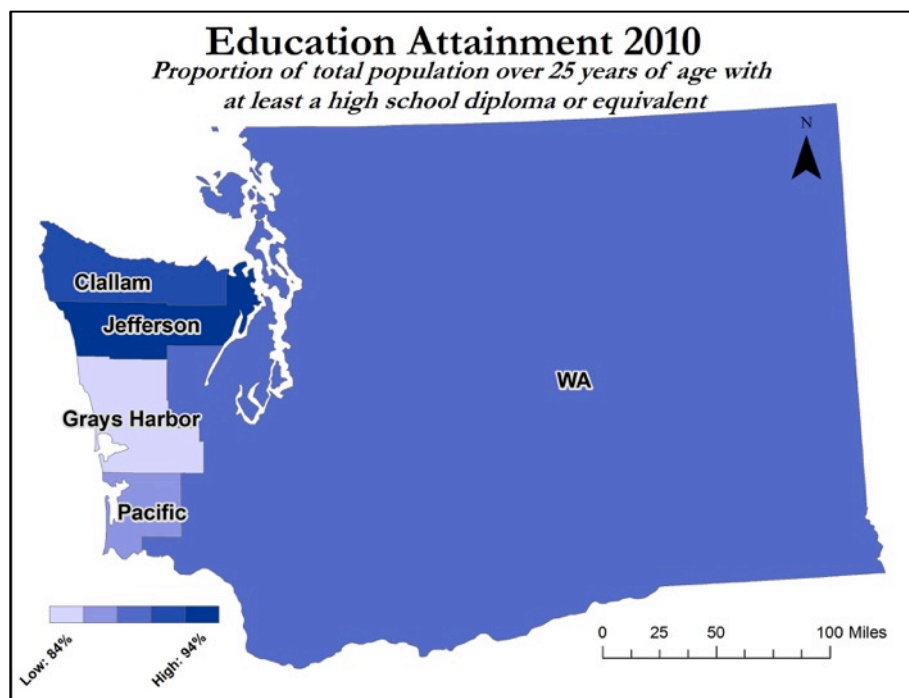 Education Attainment 2010
Proportion of total population over 25 years of age with
at least a high school diploma or equivalent
N
Clallam
Jefferson
WA
Grays Harbor
Pacific
Low: 84%
High: 94%
0 25 50 100 Miles